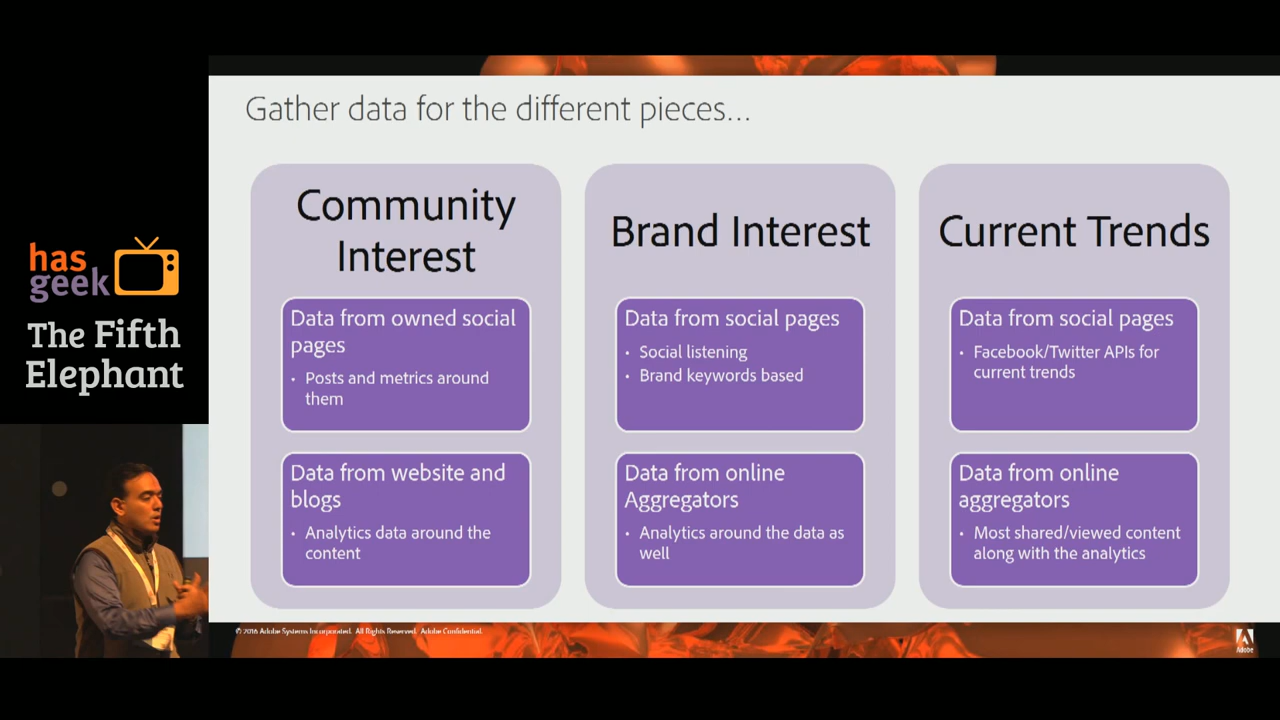 Gather data for the different pieces...
has
geek
The Fifth
Elephant
Community
Interest
Data from owned social
pages
• Posts and metrics around
them
Data from website and
blogs
• Analytics data around the
content
Brand Interest
Data from social pages
• Social listening
• Brand keywords based
Data from online
Aggregators
• Analytics around the data as
well
Current Trends
Data from social pages
• Facebook/Twitter APIs for
current trends
Data from online
aggregators
• Most shared/viewed content
along with the analytics
© 2016 Adobe Systems Incorporated. All Rights Reserved. Adobe Confidential.
Adobe